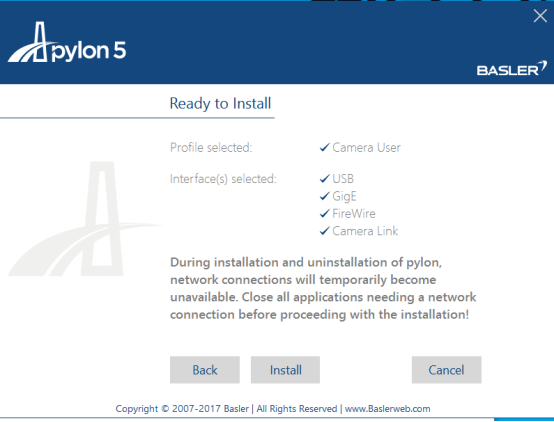 pylon 5
BASLER
Ready to Install
Profile selected: ✓ Camera User
Interface(s) selected: ✓ USB
✓ GigE
✓ FireWire
✓ Camera Link
During installation and uninstallation of pylon,
network connections will temporarily become
unavailable. Close all applications needing a network
connection before proceeding with the installation!
Back Install Cancel
Copyright © 2007-2017 Basler | All Rights Reserved | www.Baslerweb.com